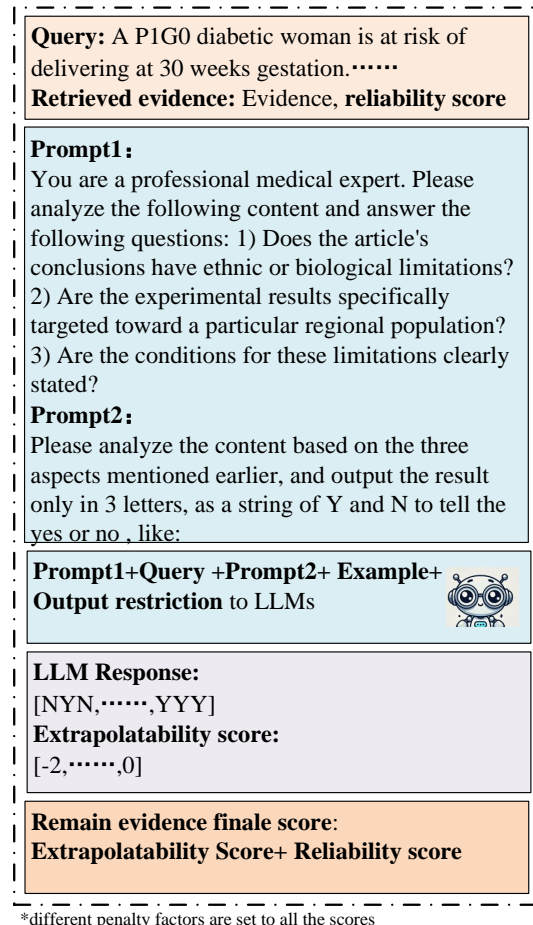 Query: A P1G0 diabetic woman is at risk of
delivering at 30 weeks gestation.······
Retrieved evidence: Evidence, reliability score
Prompt1：
You are a professional medical expert. Please
analyze the following content and answer the
following questions: 1) Does the article's
conclusions have ethnic or biological limitations?
2) Are the experimental results specifically
targeted toward a particular regional population?
3) Are the conditions for these limitations clearly
stated?
Prompt2：
Please analyze the content based on the three
aspects mentioned earlier, and output the result
only in 3 letters, as a string of Y and N to tell the
yes or no , like:
Prompt1+Query +Prompt2+ Example+
Output restriction to LLMs
LLM Response:
[NYN,······,YYY]
Extrapolatability score:
[-2,······,0]
Remain evidence finale score:
Extrapolatability Score+ Reliability score
*different penalty factors are set to all the scores